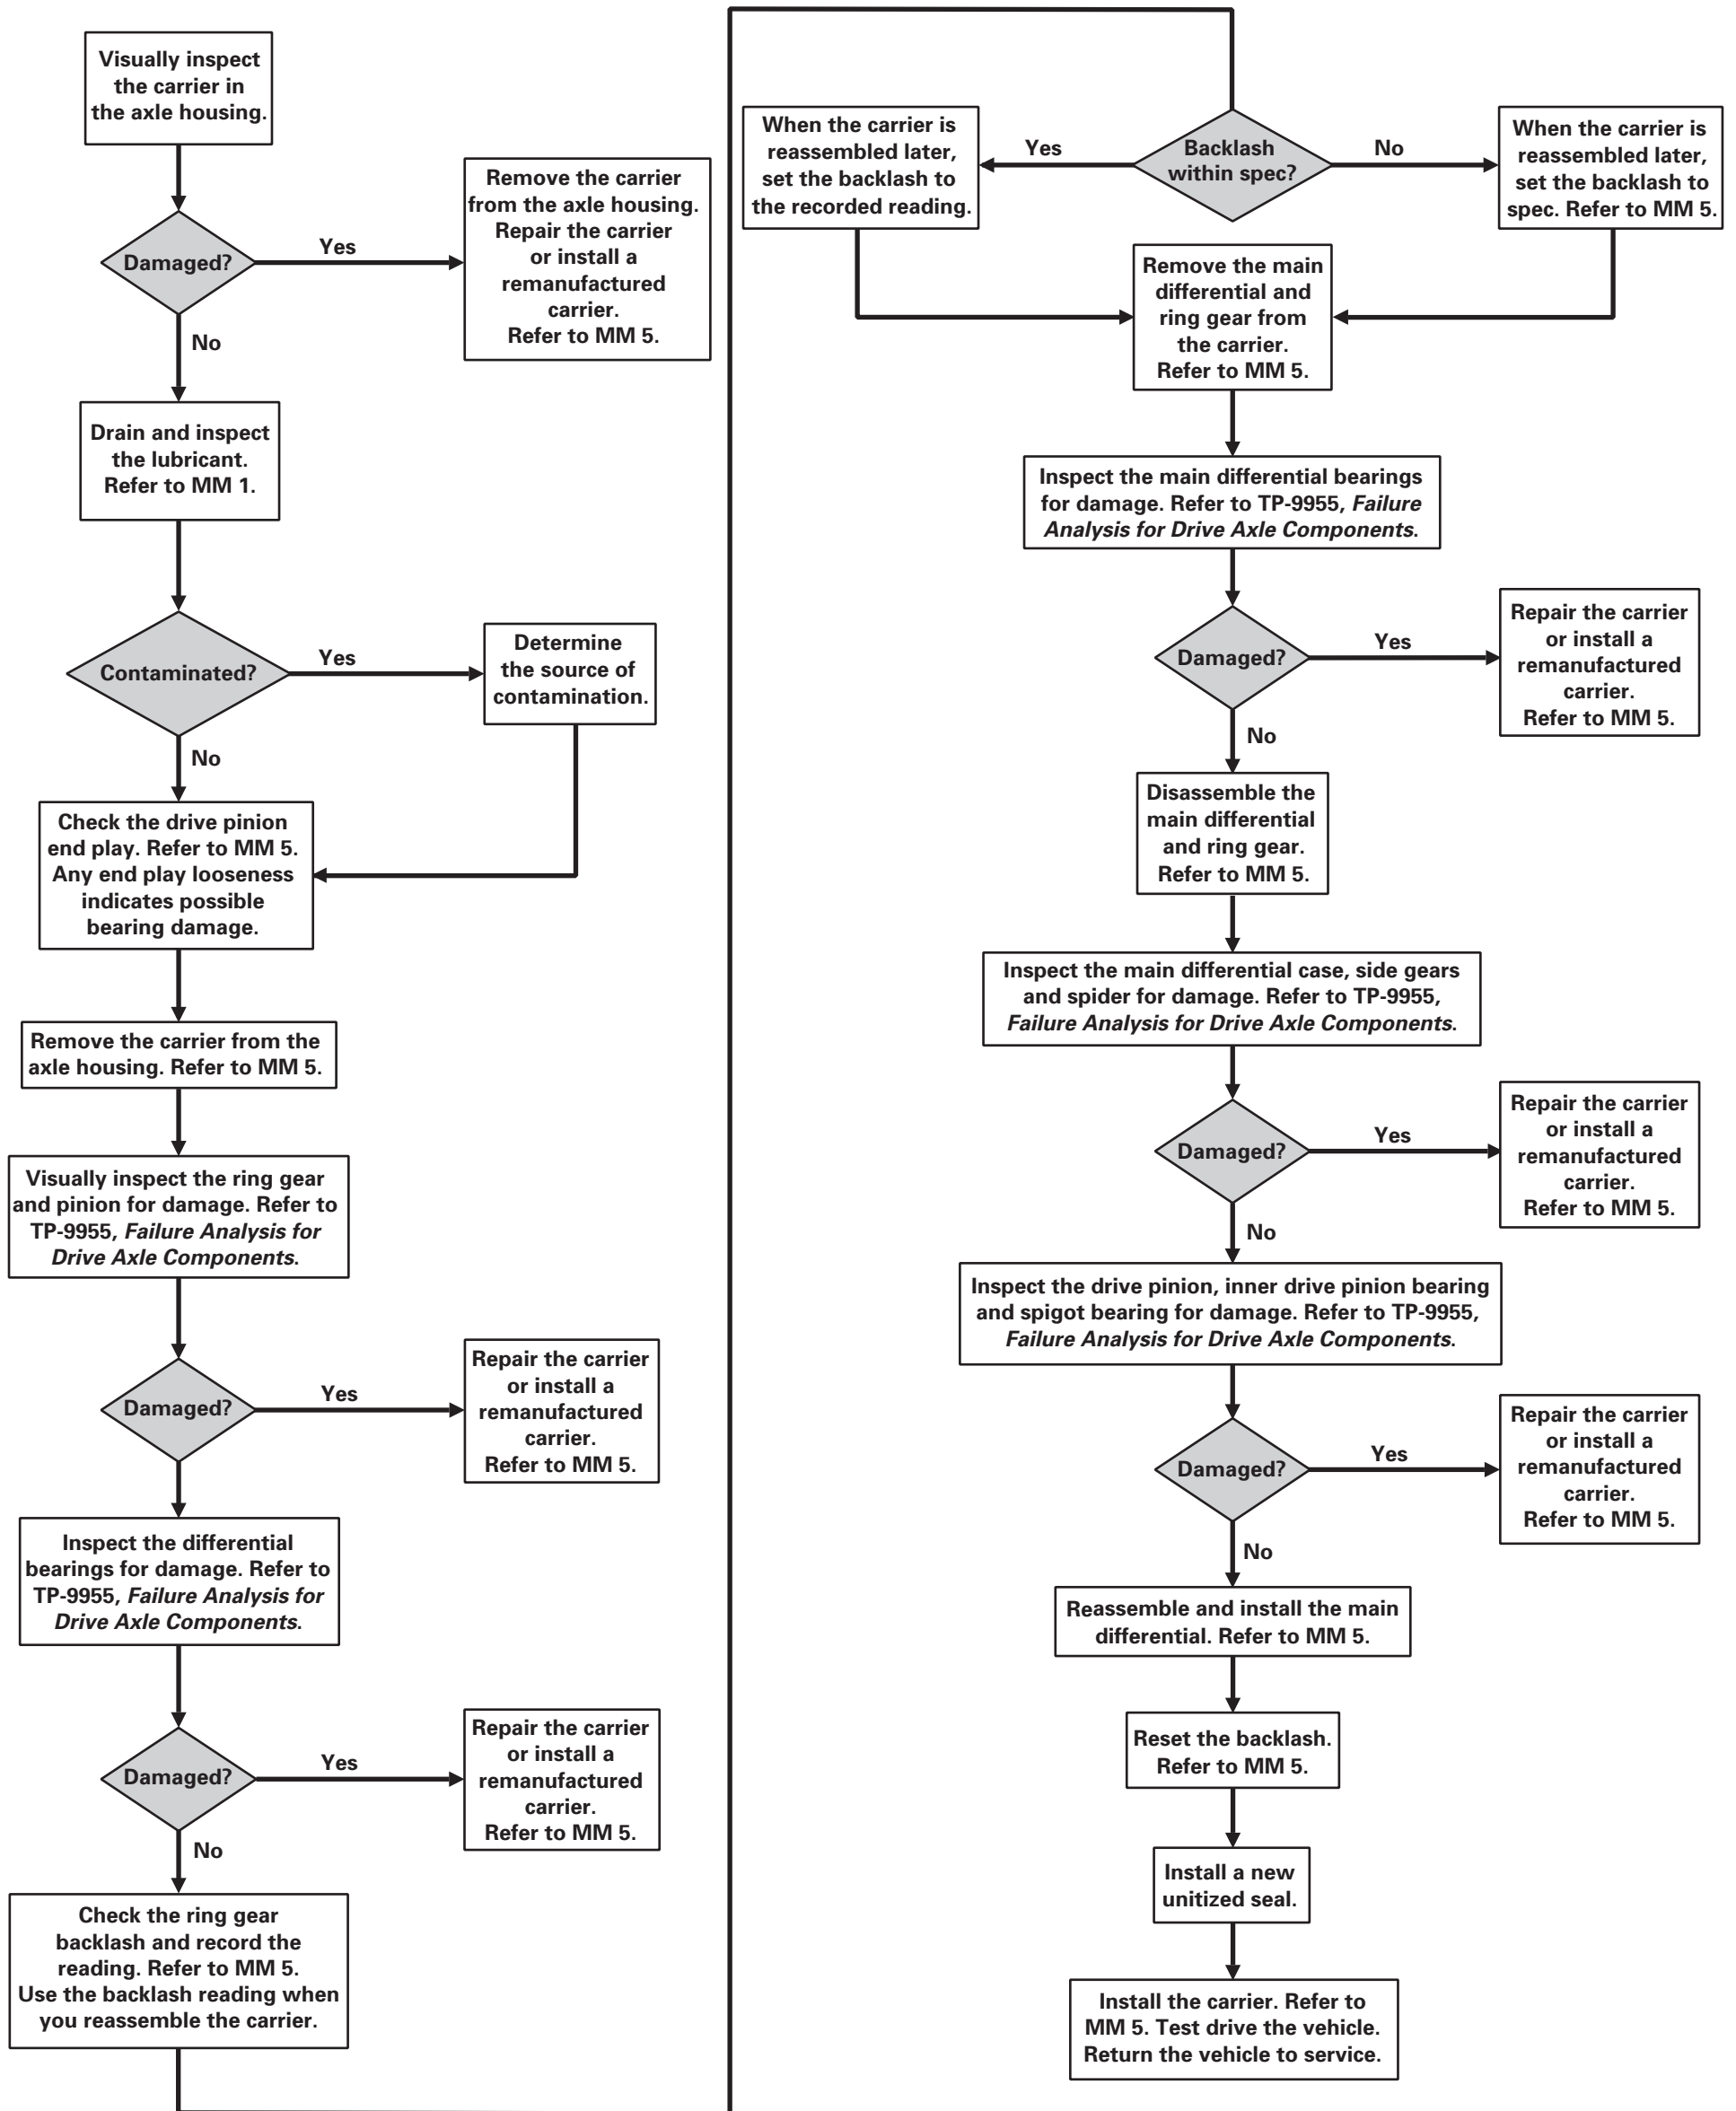 Visually inspect
the carrier in
the axle housing.
Damaged?
Yes
Remove the carrier
from the axle housing.
Repair the carrier
or install a
remanufactured
carrier.
Refer to MM 5.
No
Drain and inspect
the lubricant.
Refer to MM 1.
Contaminated?
Yes
Determine
the source of
contamination.
No
Check the drive pinion
end play. Refer to MM 5.
Any end play looseness
indicates possible
bearing damage.
Remove the carrier from the
axle housing. Refer to MM 5.
Visually inspect the ring gear
and pinion for damage. Refer to
TP-9955, Failure Analysis for
Drive Axle Components.
Damaged?
Yes
Repair the carrier
or install a
remanufactured
carrier.
Refer to MM 5.
Inspect the differential
bearings for damage. Refer to
TP-9955, Failure Analysis for
Drive Axle Components.
Damaged?
Yes
Repair the carrier
or install a
remanufactured
carrier.
Refer to MM 5.
No
Check the ring gear
backlash and record the
reading. Refer to MM 5.
Use the backlash reading when
you reassemble the carrier.
Backlash
within spec?
Yes
When the carrier is
reassembled later,
set the backlash to
the recorded reading.
No
When the carrier is
reassembled later,
set the backlash to
spec. Refer to MM 5.
Remove the main
differential and
ring gear from
the carrier.
Refer to MM 5.
Inspect the main differential bearings
for damage. Refer to TP-9955, Failure
Analysis for Drive Axle Components.
Damaged?
Yes
Repair the carrier
or install a
remanufactured
carrier.
Refer to MM 5.
No
Disassemble the
main differential
and ring gear.
Refer to MM 5.
Inspect the main differential case, side gears
and spider for damage. Refer to TP-9955,
Failure Analysis for Drive Axle Components.
Damaged?
Yes
Repair the carrier
or install a
remanufactured
carrier.
Refer to MM 5.
No
Inspect the drive pinion, inner drive pinion bearing
and spigot bearing for damage. Refer to TP-9955,
Failure Analysis for Drive Axle Components.
Damaged?
Yes
Repair the carrier
or install a
remanufactured
carrier.
Refer to MM 5.
No
Reassemble and install the main
differential. Refer to MM 5.
Reset the backlash.
Refer to MM 5.
Install a new
unitized seal.
Install the carrier. Refer to
MM 5. Test drive the vehicle.
Return the vehicle to service.